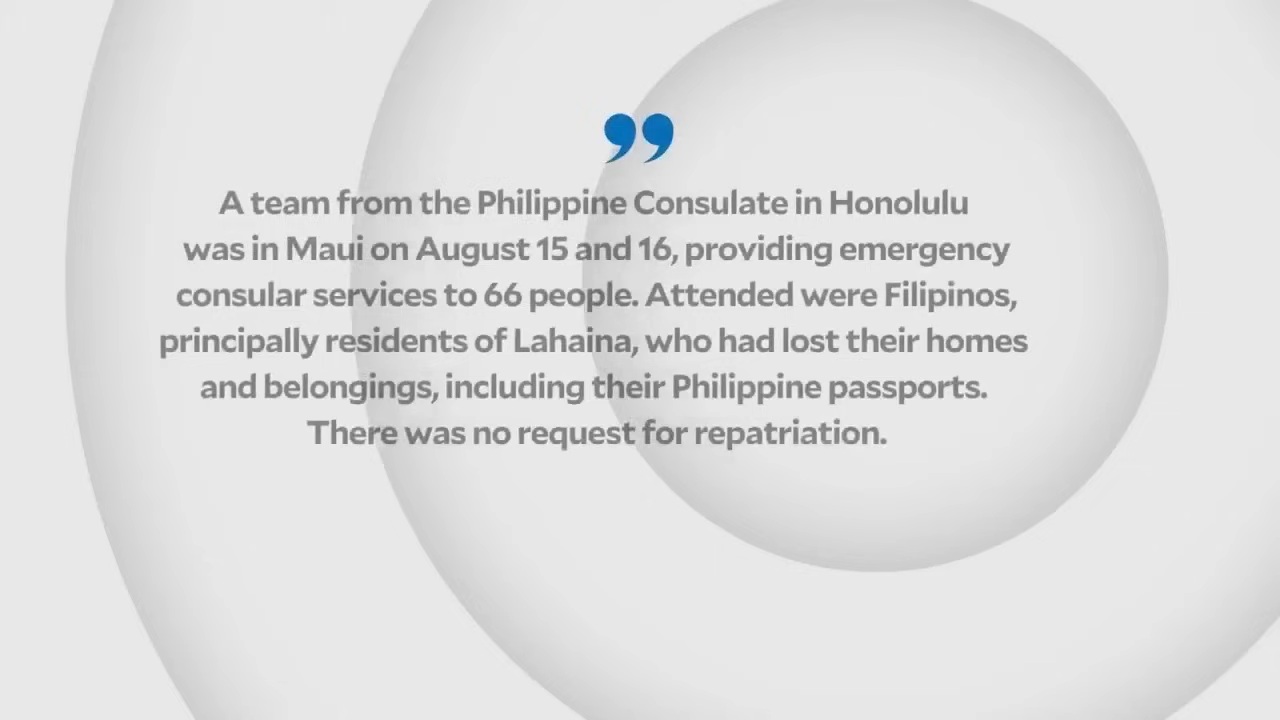 ”
A team from the Philippine Consulate in Honolulu
was in Maui on August 15 and 16, providing emergency
consular services to 66 people. Attended were Filipinos,
principally residents of Lahaina, who had lost their homes
and belongings, including their Philippine passports.
There was no request for repatriation.